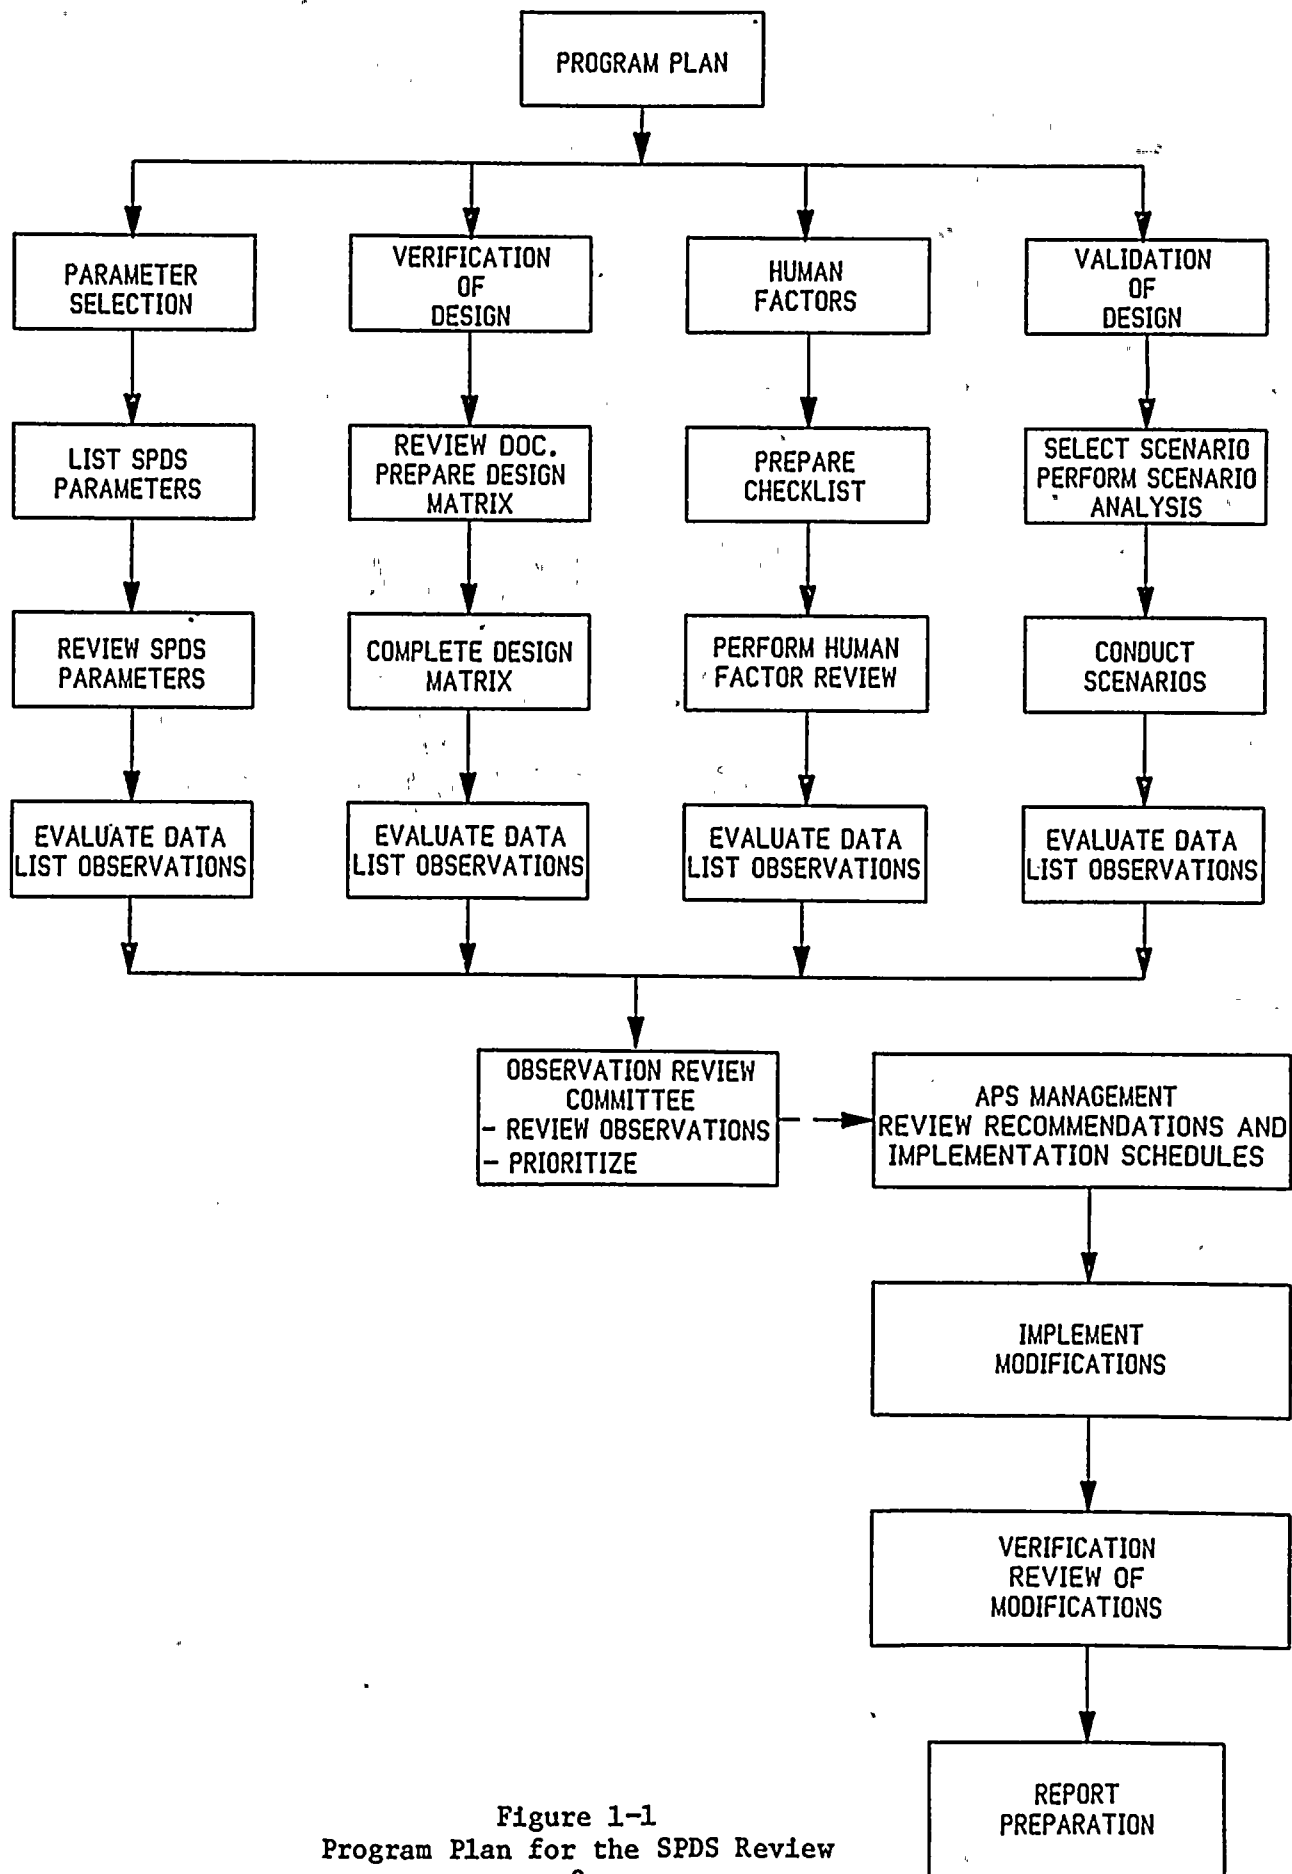 PROGRAM PLAN
PARAMETER
SELECTION
VERIFICATION
OF
DESIGN
HUMAN
FACTORS
VALIDATION
OF
DESIGN
LIST SPDS
PARAMETERS
REVIEW DOC.
PREPARE DESIGN
MATRIX
PREPARE
CHECKLIST
SELECT SCENARIO
PERFORM SCENARIO
ANALYSIS
REVIEW SPDS
PARAMETERS
COMPLETE DESIGN
MATRIX
PERFORM HUMAN
FACTOR REVIEW
CONDUCT
SCENARIOS
EVALUATE DATA
LIST OBSERVATIONS
EVALUATE DATA
LIST OBSERVATIONS
EVALUATE DATA
LIST OBSERVATIONS
EVALUATE DATA
LIST OBSERVATIONS
OBSERVATION REVIEW
COMMITTEE
- REVIEW OBSERVATIONS
- PRIORITIZE
APS MANAGEMENT
REVIEW RECOMMENDATIONS AND
IMPLEMENTATION SCHEDULES
IMPLEMENT
MODIFICATIONS
VERIFICATION
REVIEW OF
MODIFICATIONS
REPORT
PREPARATION
Figure 1-1
Program Plan for the SPDS Review